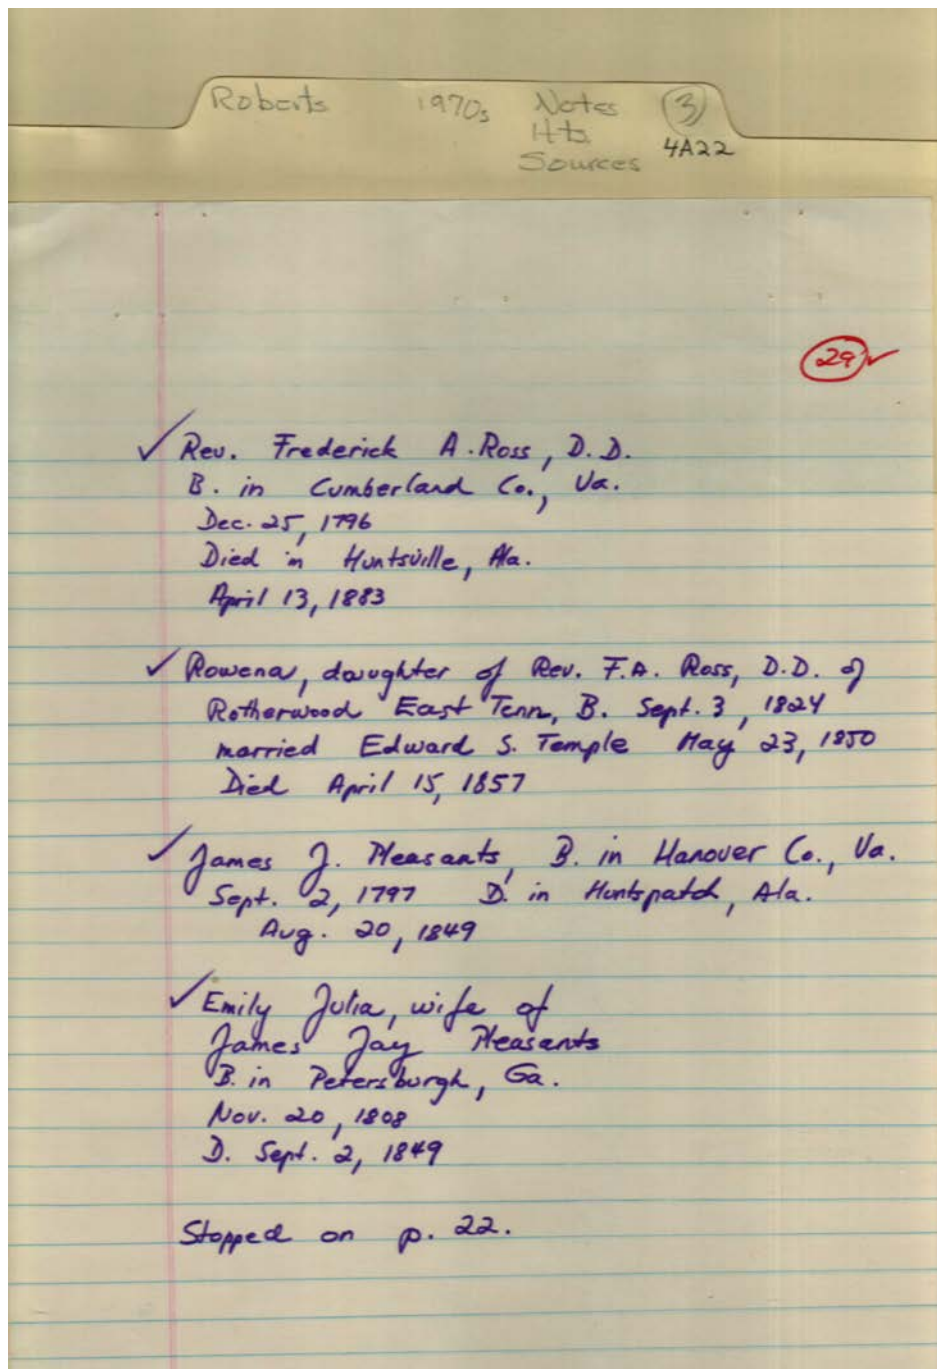 Roberts 1970s Notes 3
Hts 4A22
Sources
29 ✓
✓ Rev. Frederick A. Ross, D.D.
B. in Cumberland Co., Va.
Dec. 25, 1796
Died in Huntsville, Ala.
April 13, 1883
✓ Rowena, daughter of Rev. F.A. Ross, D.D. of
Rotherwood East Tenn, B. Sept. 3, 1824
married Edward S. Temple May 23, 1850
Died April 15, 1857
✓ James J. Pleasants, B. in Hanover Co., Va.
Sept. 2, 1797 D. in Huntspatch, Ala.
Aug. 20, 1849
✓ Emily Julia, wife of
James Jay Pleasants
B. in Petersburgh, Ga.
Nov. 20, 1808
D. Sept. 2, 1849
Stopped on p. 22.